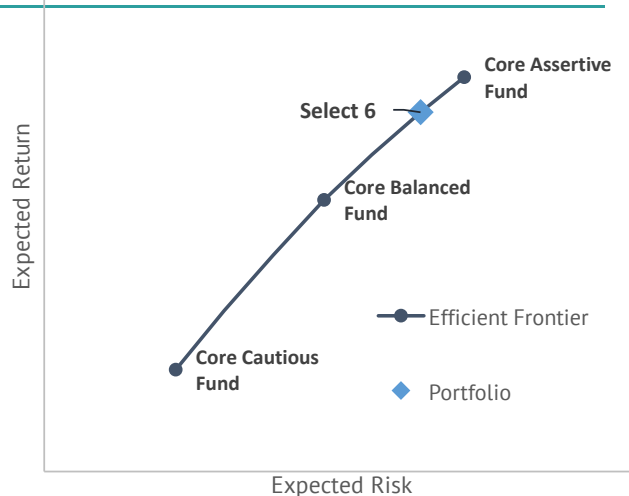 Core Assertive
Fund
Select 6
Core Balanced
Fund
Expected Return
Efficient Frontier
Core Cautious
Fund
Portfolio
Expected Risk